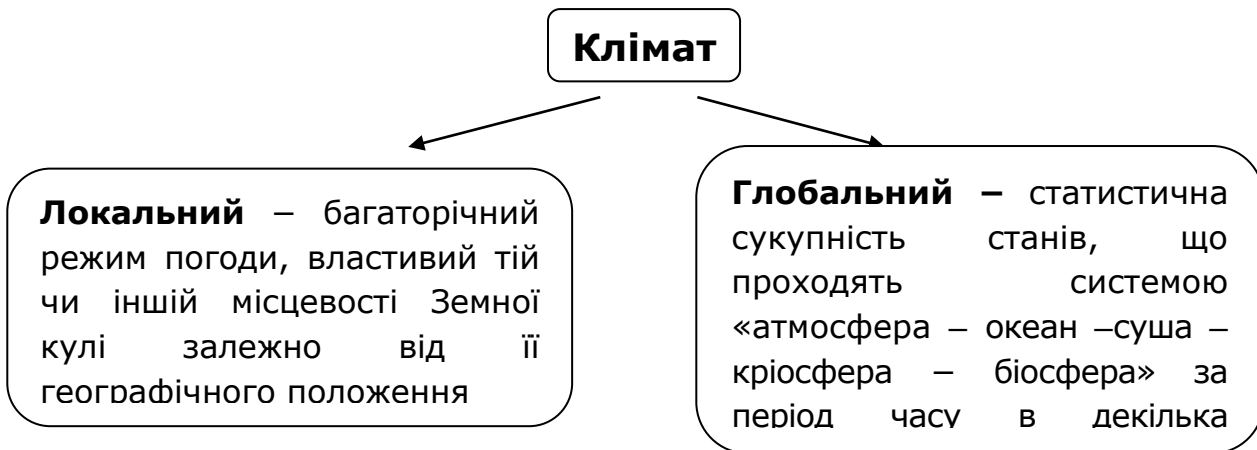 Клімат
Локальний – багаторічний
режим погоди, властивий тій
чи іншій місцевості Земної
кулі залежно від її
географічного положення
Глобальний – статистична
сукупність станів, що
проходять системою
«атмосфера – океан –суша –
кріосфера – біосфера» за
період часу в декілька